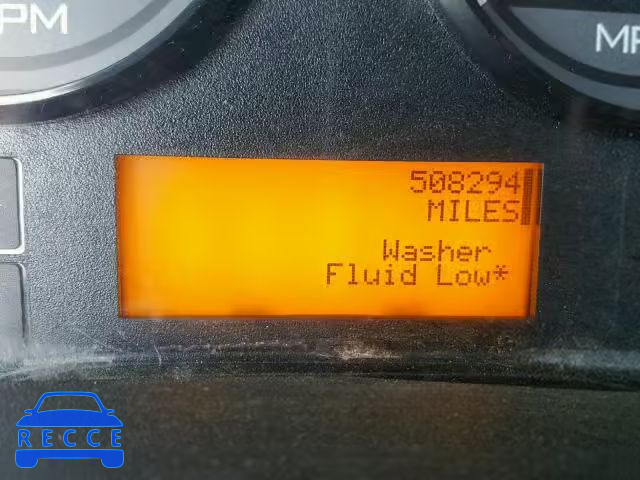 PM
MP
508294
MILES
Washer
Fluid Low*
RECCE